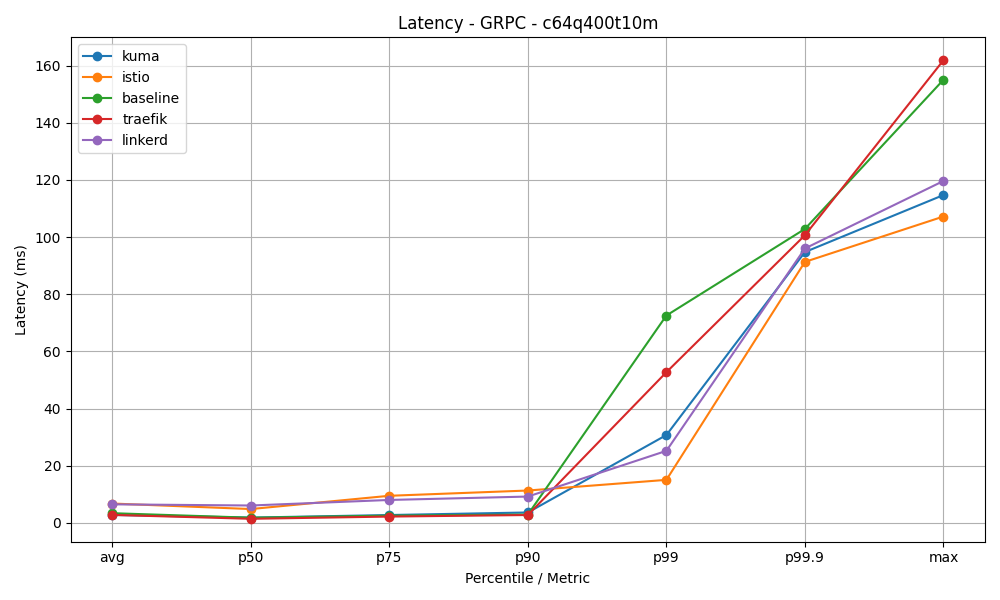 Latency - GRPC - c64q400t10m
kuma
istio
baseline
traefik
linkerd
160
140
120
100
80
60
40
20
0
Latency (ms)
avg p50 p75 p90 p99 p99.9 max
Percentile / Metric